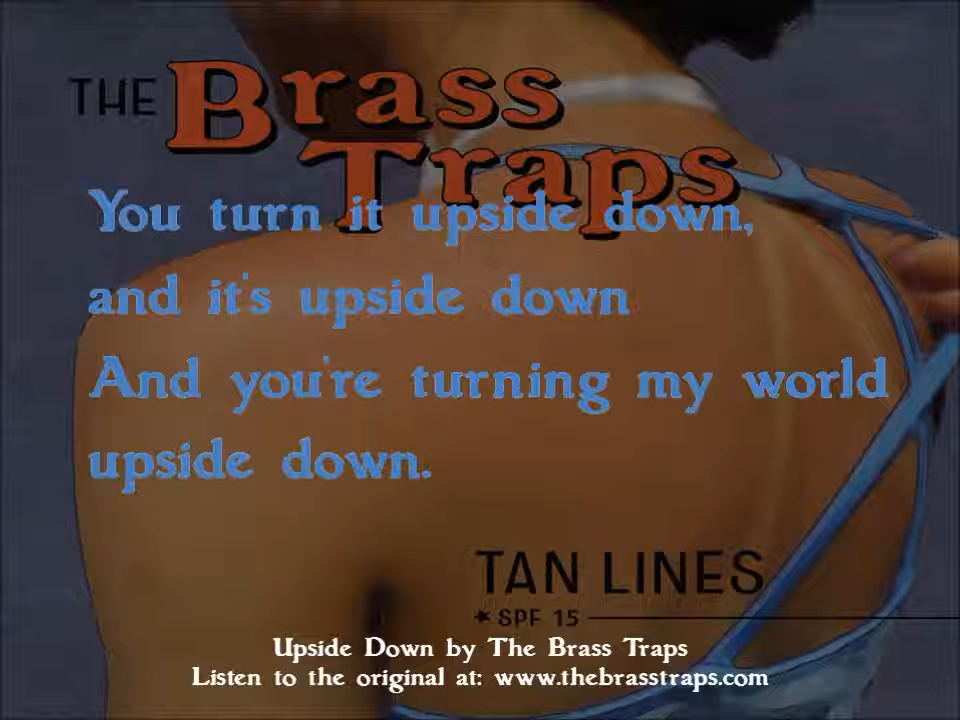 THE Brass
Traps
You turn it upside down,
and it's upside down
And you're turning my world
upside down.
TAN LINES
SPF 15
Upside Down by The Brass Traps
Listen to the original at: www.thebrasstraps.com